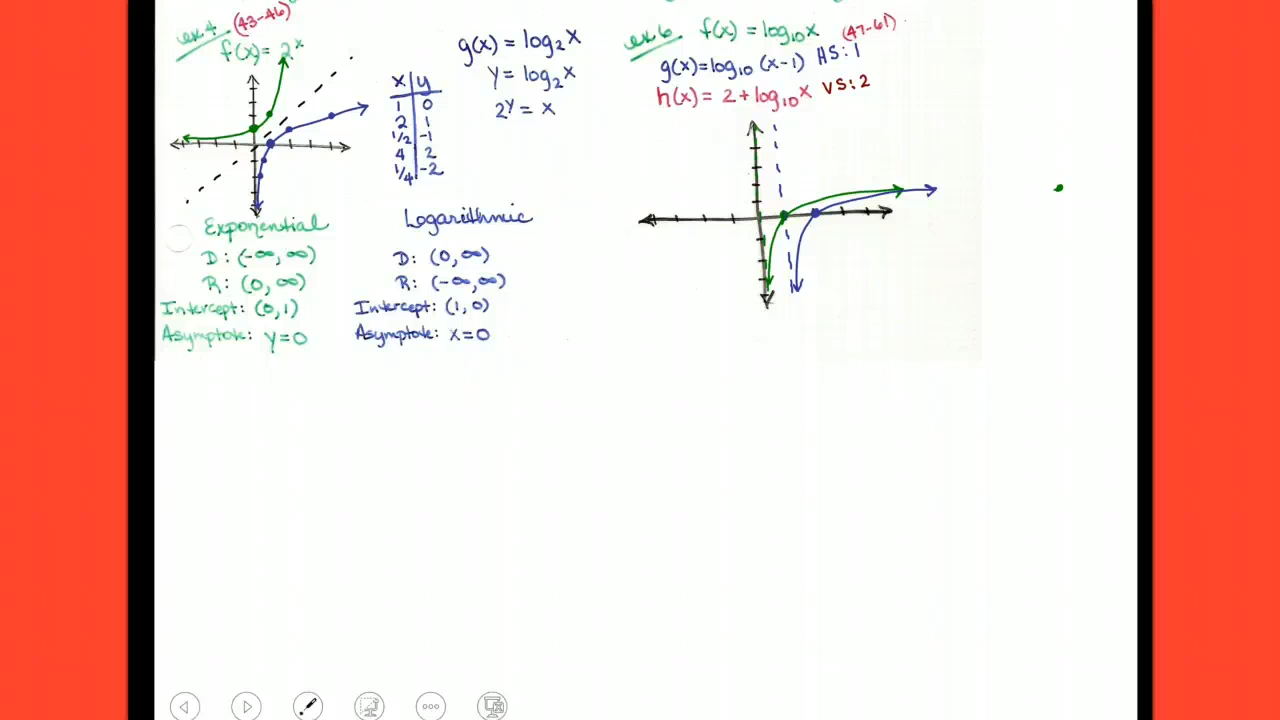 ex.4 (43-46)
f(x) = 2^x
g(x) = log₂x
y = log₂x
2^y = x
x | y
1 | 0
2 | 1
1/2 | -1
4 | 2
1/4 | -2
Exponential
D: (-∞, ∞)
R: (0, ∞)
Intercept: (0, 1)
Asymptote: y=0
Logarithmic
D: (0, ∞)
R: (-∞, ∞)
Intercept: (1, 0)
Asymptote: x=0
ex.6 f(x) = log₁₀x (47-61)
g(x) = log₁₀ (x-1) HS: 1
h(x) = 2 + log₁₀x VS: 2